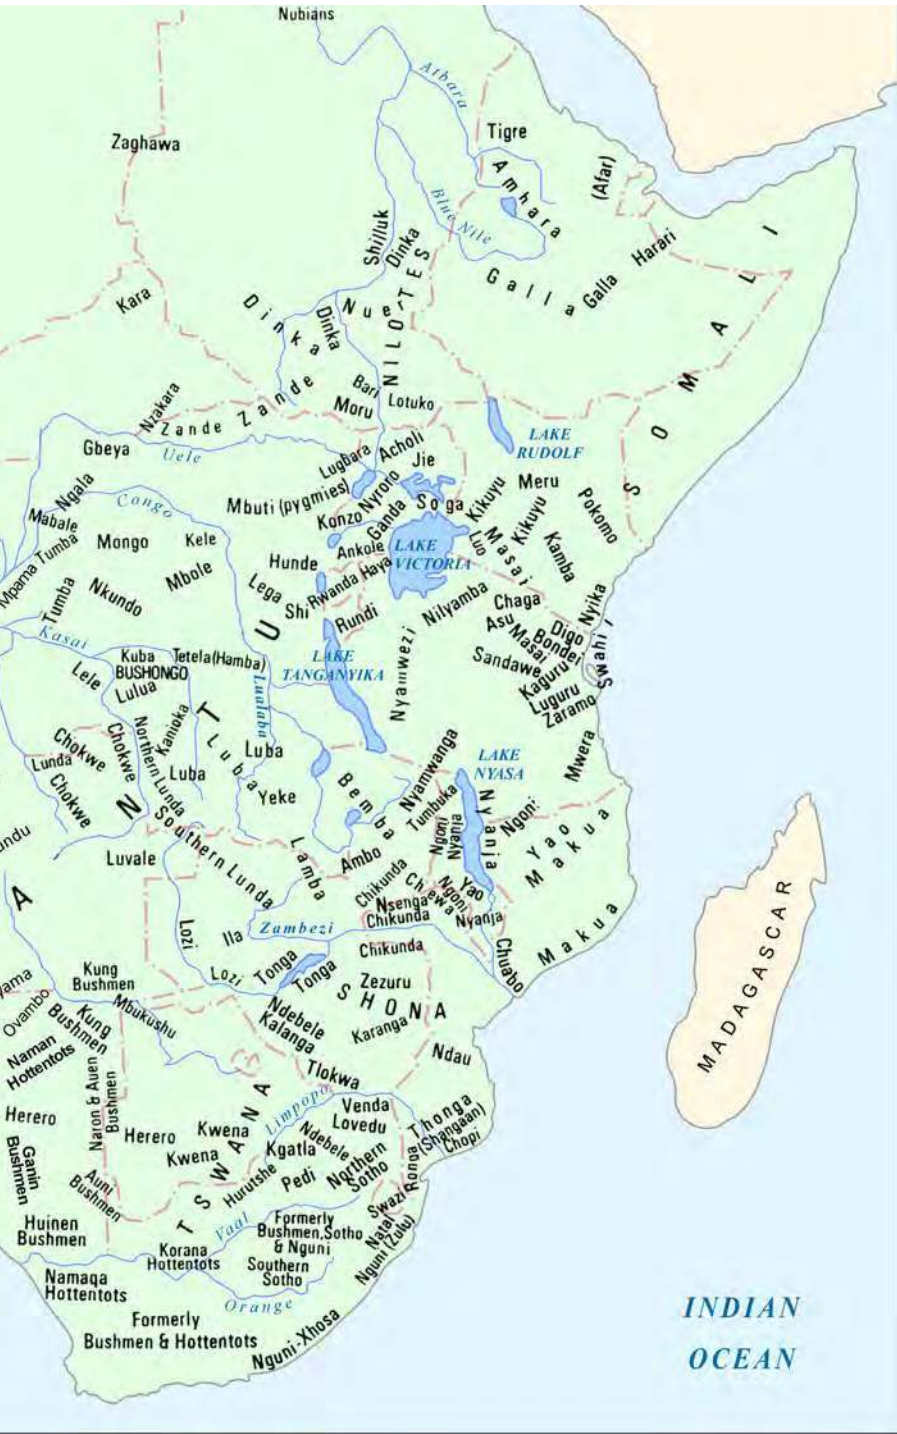 Nubians
Atbara
Tigre
Zaghawa
Amhara
(Afar)
Blue Nile
Shilluk
Dinka
Harari
Galla
Galla
SOMALI
Kara
Dinka
Nuer
Dinka
NILOTES
Nzakara
Zande
Zande
Bari
Moru
Lotuko
LAKE
RUDOLF
Gbeya
Uele
Lugbara
Acholi
Jie
Ngala
Congo
Mbuti (pygmies)
Nyroro
Soga
Kikuyu
Meru
Kikuyu
Pokomo
Mabale
Konzo
Ganda
Mpama
Tumba
Mongo
Kele
Ankole
LAKE
VICTORIA
Luo
Masai
Kamba
Hunde
Mbole
Rwanda
Haya
Lega
Shi
Rundi
Nilyamba
Chaga
Nyika
Tumba
Nkundo
Asu
Digo
Kasai
Masai
Bondei
Swahili
Kuba
BUSHONGO
Tetela(Hamba)
LAKE
TANGANYIKA
Nyamwezi
Sandawe
Kaguru
Lele
Lulua
Lualaba
Luguru
Zaramo
BANTU
Chokwe
Chokwe
Northern Lunda
Kanioka
Luba
Luba
Luba
Lunda
Chokwe
Yeke
Bemba
Nyamwanga
LAKE
NYASA
Mwera
Tumbuka
Nyanja
Ngoni
Ngoni
Nyanja
Southern Lunda
Luvale
Lamba
Ambo
Yao
Makua
Chikunda
Chewa
Ngoni
Yao
Nsenga
Chikunda
Nyanja
Lozi
Ila
Zambezi
Chikunda
Chuabo
Makua
MADAGASCAR
Lozi
Tonga
Tonga
Zezuru
SHONA
Kung
Bushmen
Ovambo
Kung
Bushmen
Mbukushu
Ndebele
Kalanga
Karanga
Ndau
Naman
Hottentots
Naron & Auen
Bushmen
Tlokwa
TSWANA
Limpopo
Venda
Lovedu
Thonga
(Shangaan)
Chopi
Herero
Herero
Kwena
Kwena
Kgatla
Ndebele
Ganin
Bushmen
Auni
Bushmen
Hurutshe
Pedi
Northern
Sotho
Ronge
Swazi
Natal
Nguni (Zulu)
Huinen
Bushmen
Vaal
Formerly
Bushmen,Sotho
& Nguni
Korana
Hottentots
Southern
Sotho
Namaqa
Hottentots
Orange
Formerly
Bushmen & Hottentots
Nguni-Xhosa
INDIAN
OCEAN